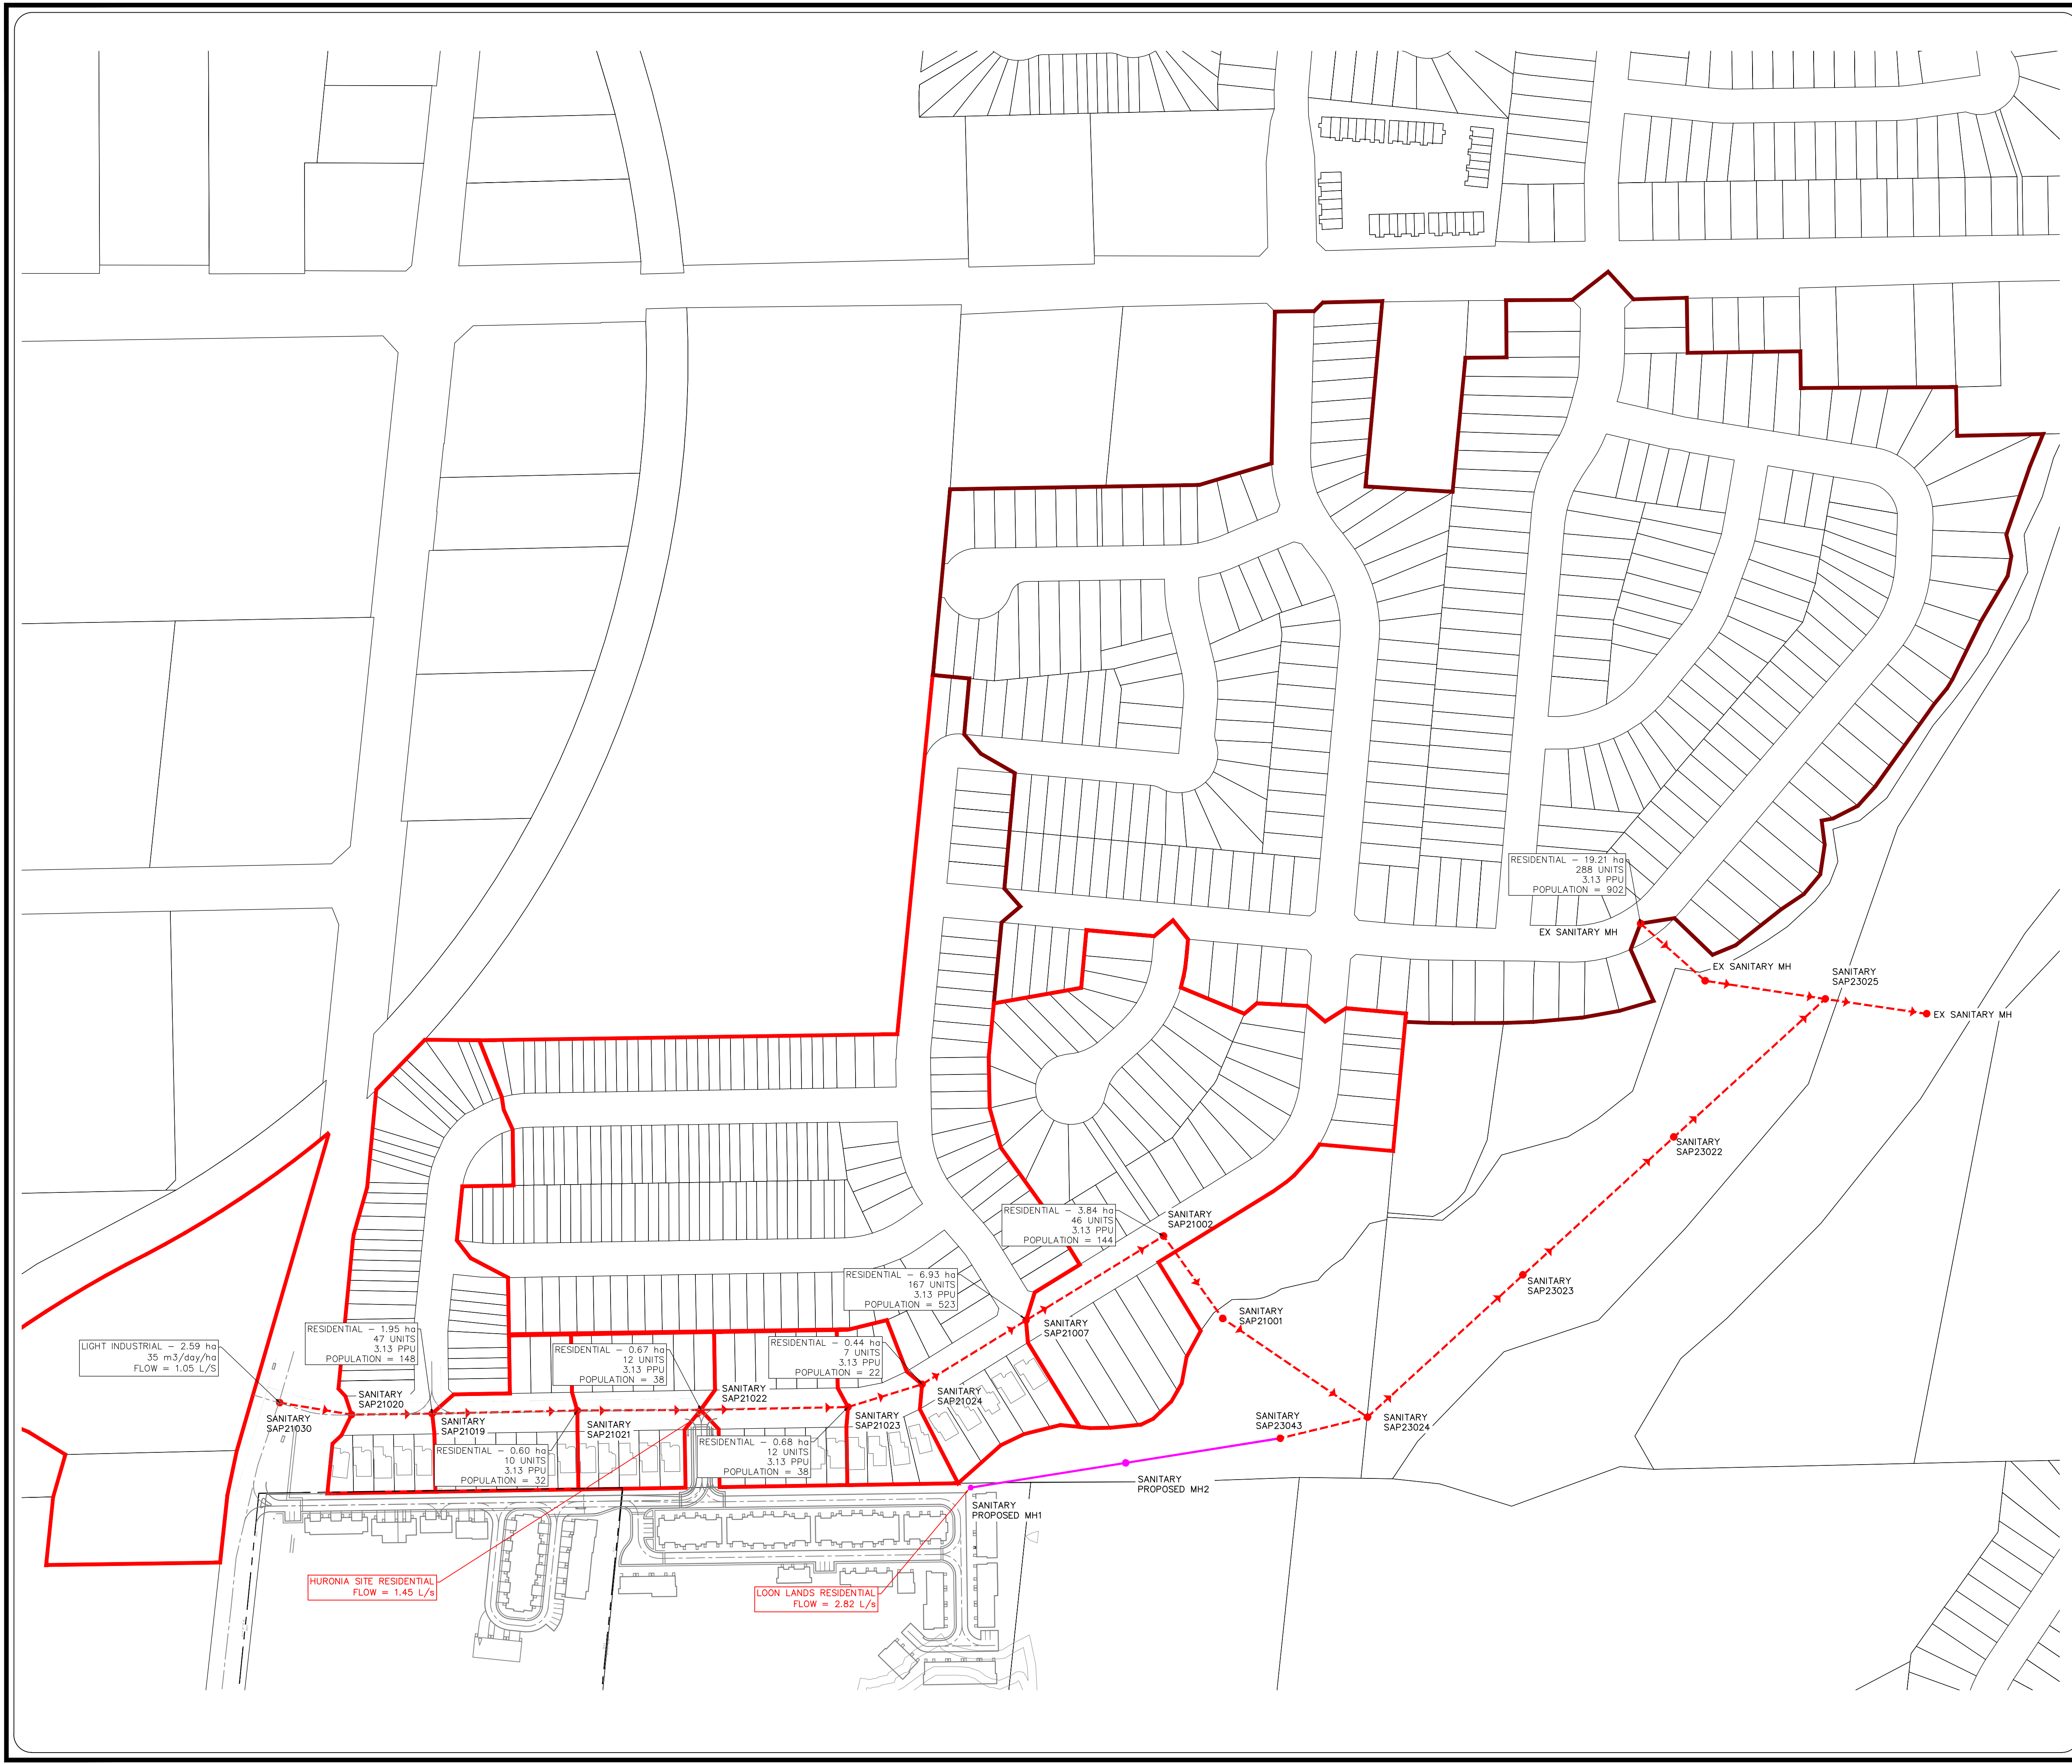 RESIDENTIAL – 19.21 ha
288 UNITS
3.13 PPU
POPULATION = 902
EX SANITARY MH
EX SANITARY MH
SANITARY
SAP23025
EX SANITARY MH
SANITARY
SAP23022
RESIDENTIAL – 3.84 ha
46 UNITS
3.13 PPU
POPULATION = 144
SANITARY
SAP21002
RESIDENTIAL – 6.93 ha
167 UNITS
3.13 PPU
POPULATION = 523
SANITARY
SAP23023
SANITARY
SAP21001
SANITARY
SAP21007
LIGHT INDUSTRIAL – 2.59 ha
35 m3/day/ha
FLOW = 1.05 L/S
RESIDENTIAL – 1.95 ha
47 UNITS
3.13 PPU
POPULATION = 148
RESIDENTIAL – 0.67 ha
12 UNITS
3.13 PPU
POPULATION = 38
RESIDENTIAL – 0.44 ha
7 UNITS
3.13 PPU
POPULATION = 22
SANITARY
SAP21020
SANITARY
SAP21022
SANITARY
SAP21024
SANITARY
SAP21030
SANITARY
SAP21019
SANITARY
SAP21021
SANITARY
SAP21023
SANITARY
SAP23043
SANITARY
SAP23024
RESIDENTIAL – 0.60 ha
10 UNITS
3.13 PPU
POPULATION = 32
RESIDENTIAL – 0.68 ha
12 UNITS
3.13 PPU
POPULATION = 38
SANITARY
PROPOSED MH2
SANITARY
PROPOSED MH1
HURONIA SITE RESIDENTIAL
FLOW = 1.45 L/s
LOON LANDS RESIDENTIAL
FLOW = 2.82 L/s